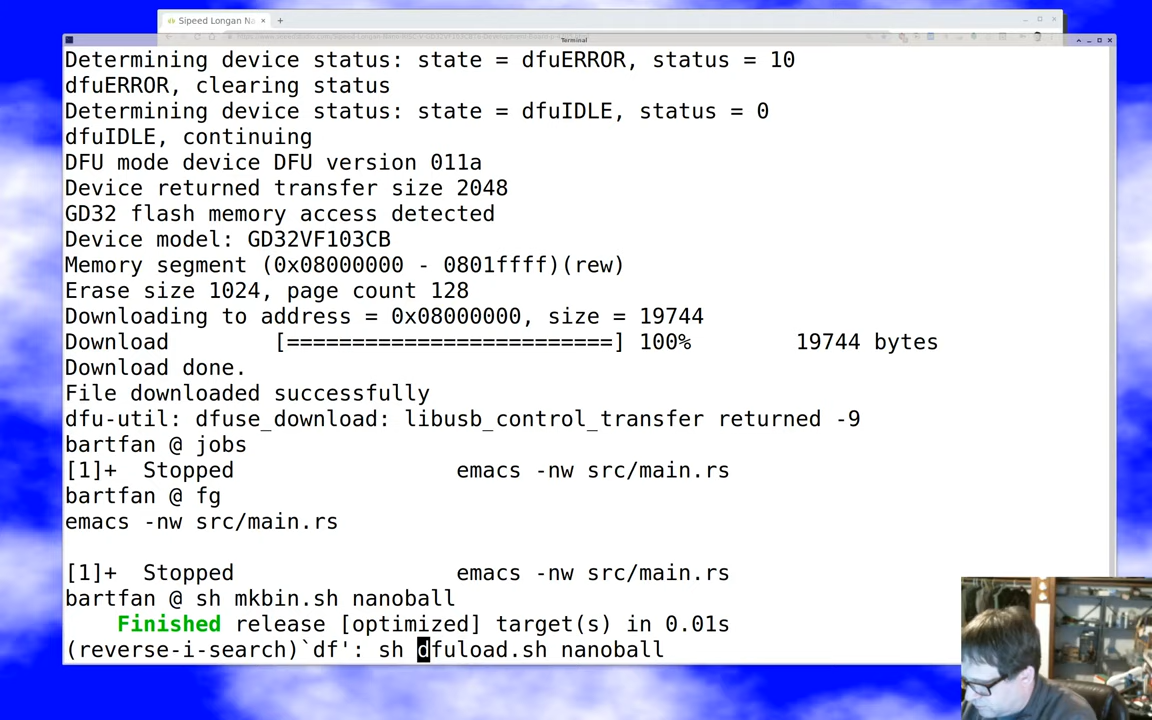 Sipeed Longan Na
Terminal
Determining device status: state = dfuERROR, status = 10
dfuERROR, clearing status
Determining device status: state = dfuIDLE, status = 0
dfuIDLE, continuing
DFU mode device DFU version 011a
Device returned transfer size 2048
GD32 flash memory access detected
Device model: GD32VF103CB
Memory segment (0x08000000 - 0801ffff)(rew)
Erase size 1024, page count 128
Downloading to address = 0x08000000, size = 19744
Download [=========================] 100% 19744 bytes
Download done.
File downloaded successfully
dfu-util: dfuse_download: libusb_control_transfer returned -9
bartfan @ jobs
[1]+ Stopped emacs -nw src/main.rs
bartfan @ fg
emacs -nw src/main.rs
[1]+ Stopped emacs -nw src/main.rs
bartfan @ sh mkbin.sh nanoball
Finished release [optimized] target(s) in 0.01s
(reverse-i-search)`df': sh dfuload.sh nanoball